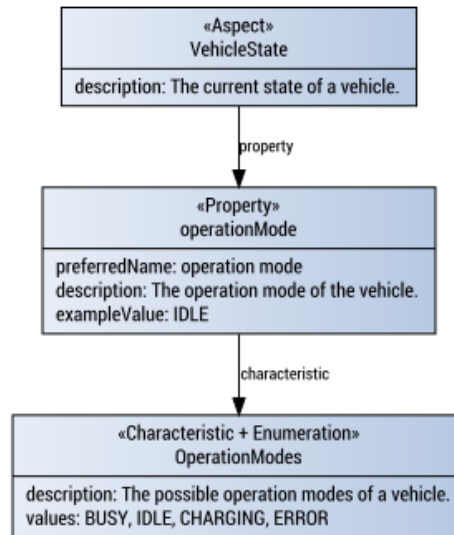 «Aspect»
VehicleState
description: The current state of a vehicle.
property
«Property»
operationMode
preferredName: operation mode
description: The operation mode of the vehicle.
exampleValue: IDLE
characteristic
«Characteristic + Enumeration»
OperationModes
description: The possible operation modes of a vehicle.
values: BUSY, IDLE, CHARGING, ERROR